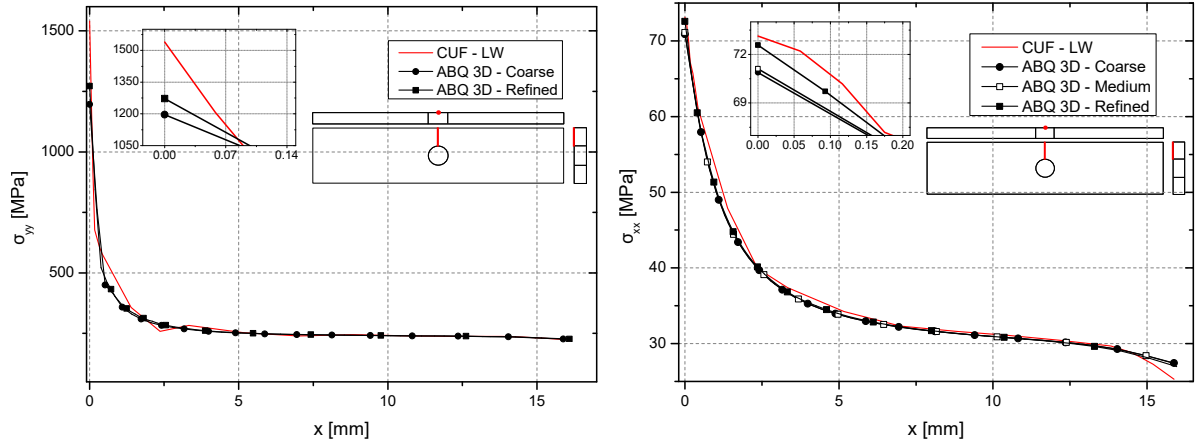 1500
1000
500
0
5
10
15
σyy [MPa]
x [mm]
1500
1350
1200
1050
0.00
0.07
0.14
CUF - LW
ABQ 3D - Coarse
ABQ 3D - Refined
70
60
50
40
30
0
5
10
15
σxx [MPa]
x [mm]
72
69
0.00
0.05
0.10
0.15
0.20
CUF - LW
ABQ 3D - Coarse
ABQ 3D - Medium
ABQ 3D - Refined